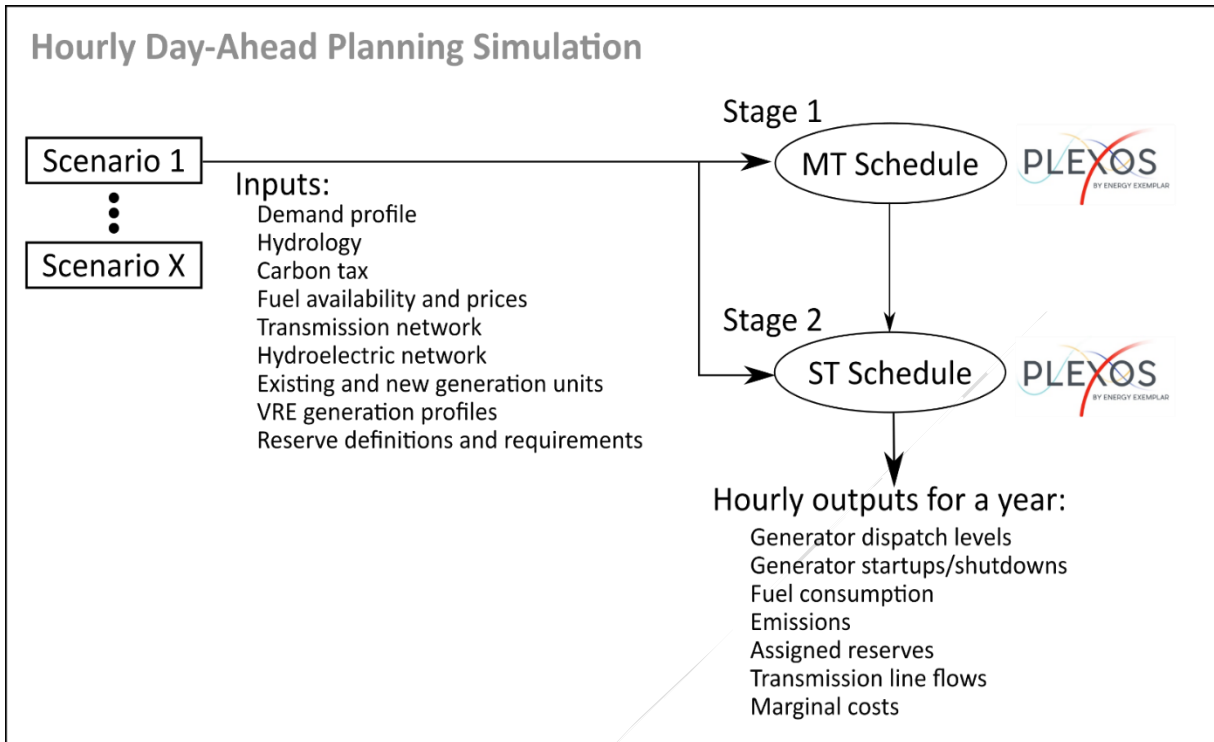 Hourly Day-Ahead Planning Simulation
Scenario 1
Scenario X
Inputs:
Demand profile
Hydrology
Carbon tax
Fuel availability and prices
Transmission network
Hydroelectric network
Existing and new generation units
VRE generation profiles
Reserve definitions and requirements
Stage 1
MT Schedule
PLEXOS
BY ENERGY EXEMPLAR
Stage 2
ST Schedule
PLEXOS
BY ENERGY EXEMPLAR
Hourly outputs for a year:
Generator dispatch levels
Generator startups/shutdowns
Fuel consumption
Emissions
Assigned reserves
Transmission line flows
Marginal costs